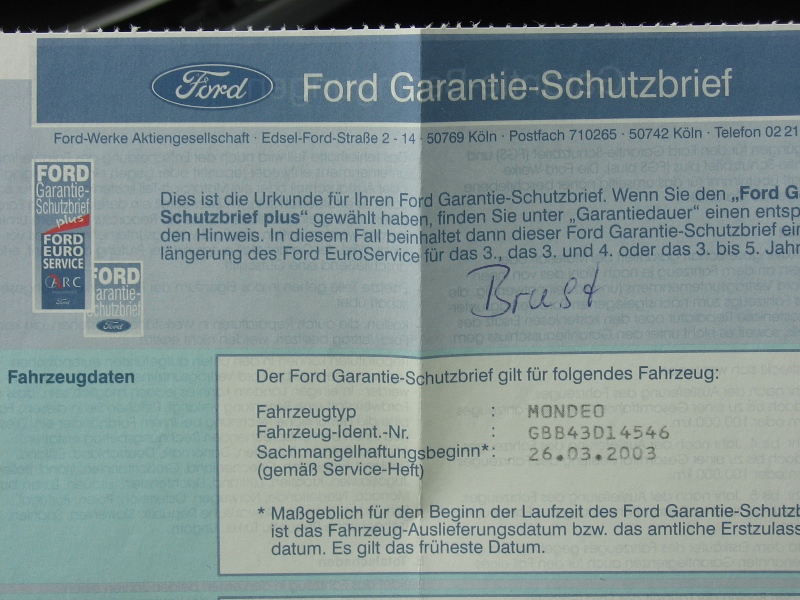 Ford Ford Garantie-Schutzbrief
Ford-Werke Aktiengesellschaft · Edsel-Ford-Straße 2 - 14 · 50769 Köln · Postfach 710265 · 50742 Köln · Telefon 02 21
FORD
Garantie-
Schutzbrief
plus
FORD
EURO
SERVICE
ARC
Ford
FORD
Garantie-
Schutzbrief
Ford
Dies ist die Urkunde für Ihren Ford Garantie-Schutzbrief. Wenn Sie den „Ford G
Schutzbrief plus“ gewählt haben, finden Sie unter „Garantiedauer“ einen entsp
den Hinweis. In diesem Fall beinhaltet dann dieser Ford Garantie-Schutzbrief ei
längerung des Ford EuroService für das 3., das 3. und 4. oder das 3. bis 5. Jah
Brust
Fahrzeugdaten
Der Ford Garantie-Schutzbrief gilt für folgendes Fahrzeug:
Fahrzeugtyp : MONDEO
Fahrzeug-Ident.-Nr. : GBB43D14546
Sachmangelhaftungsbeginn*: 26.03.2003
(gemäß Service-Heft)
* Maßgeblich für den Beginn der Laufzeit des Ford Garantie-Schutzb
ist das Fahrzeug-Auslieferungsdatum bzw. das amtliche Erstzulass
datum. Es gilt das früheste Datum.